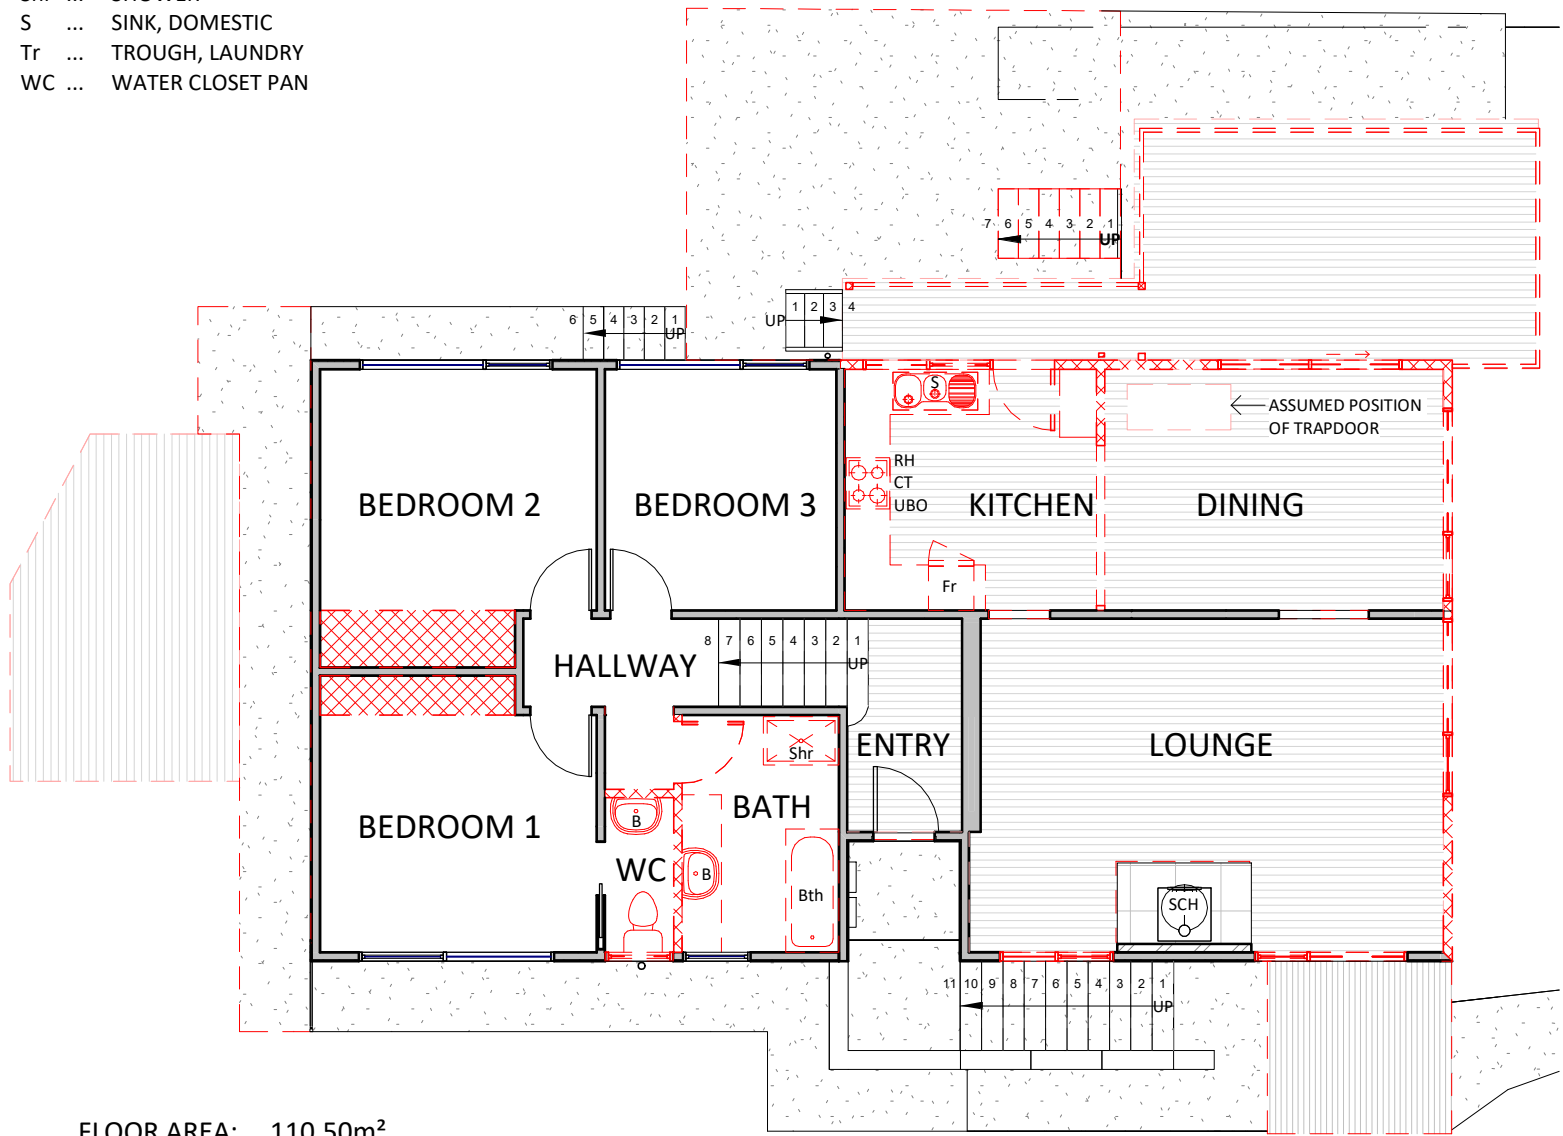 S ... SINK, DOMESTIC
Tr ... TROUGH, LAUNDRY
WC ... WATER CLOSET PAN
7 6 5 4 3 2 1
UP
6 5 4 3 2 1
UP
UP
1 2 3 4
S
ASSUMED POSITION
OF TRAPDOOR
RH
CT
UBO
BEDROOM 2
BEDROOM 3
KITCHEN
DINING
Fr
HALLWAY
8 7 6 5 4 3 2 1
UP
ENTRY
LOUNGE
Shr
BATH
BEDROOM 1
B
WC
B
Bth
SCH
11 10 9 8 7 6 5 4 3 2 1
UP
FLOOR AREA: 110.50m²